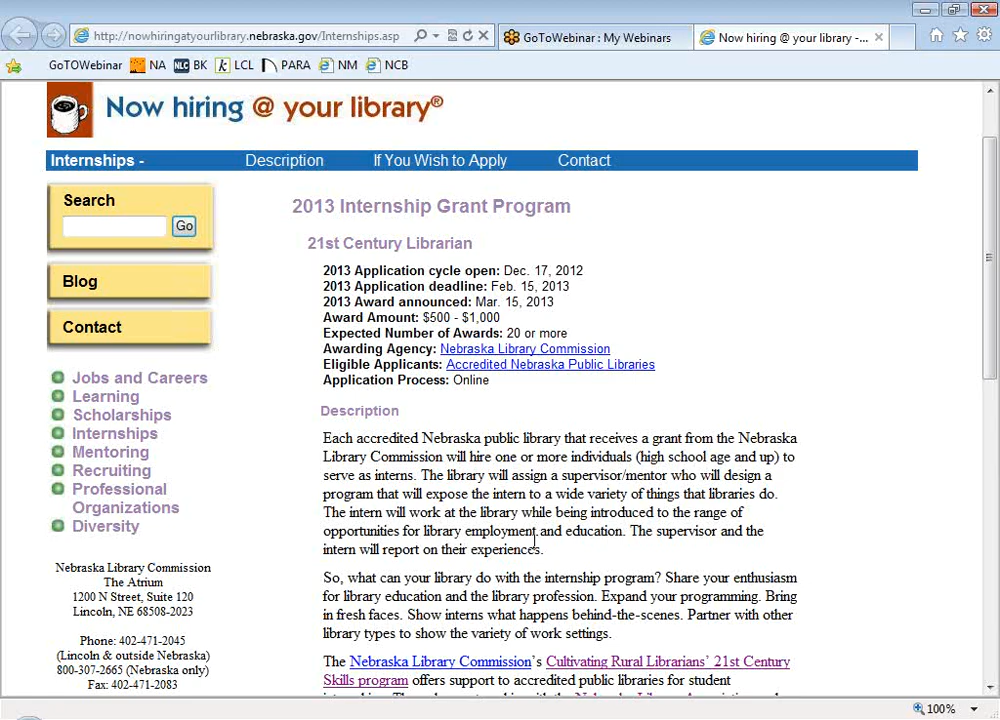 http://nowhiringatyourlibrary.nebraska.gov/Internships.asp
GoToWebinar : My Webinars
Now hiring @ your library -...
GoTOWebinar
NA
NLC BK
k LCL
PARA
NM
NCB
Now hiring @ your library®
Internships - Description If You Wish to Apply Contact
Search
Go
Blog
Contact
Jobs and Careers
Learning
Scholarships
Internships
Mentoring
Recruiting
Professional
Organizations
Diversity
Nebraska Library Commission
The Atrium
1200 N Street, Suite 120
Lincoln, NE 68508-2023
Phone: 402-471-2045
(Lincoln & outside Nebraska)
800-307-2665 (Nebraska only)
Fax: 402-471-2083
2013 Internship Grant Program
21st Century Librarian
2013 Application cycle open: Dec. 17, 2012
2013 Application deadline: Feb. 15, 2013
2013 Award announced: Mar. 15, 2013
Award Amount: $500 - $1,000
Expected Number of Awards: 20 or more
Awarding Agency: Nebraska Library Commission
Eligible Applicants: Accredited Nebraska Public Libraries
Application Process: Online
Description
Each accredited Nebraska public library that receives a grant from the Nebraska
Library Commission will hire one or more individuals (high school age and up) to
serve as interns. The library will assign a supervisor/mentor who will design a
program that will expose the intern to a wide variety of things that libraries do.
The intern will work at the library while being introduced to the range of
opportunities for library employment and education. The supervisor and the
intern will report on their experiences.
So, what can your library do with the internship program? Share your enthusiasm
for library education and the library profession. Expand your programming. Bring
in fresh faces. Show interns what happens behind-the-scenes. Partner with other
library types to show the variety of work settings.
The Nebraska Library Commission's Cultivating Rural Librarians' 21st Century
Skills program offers support to accredited public libraries for student
100%